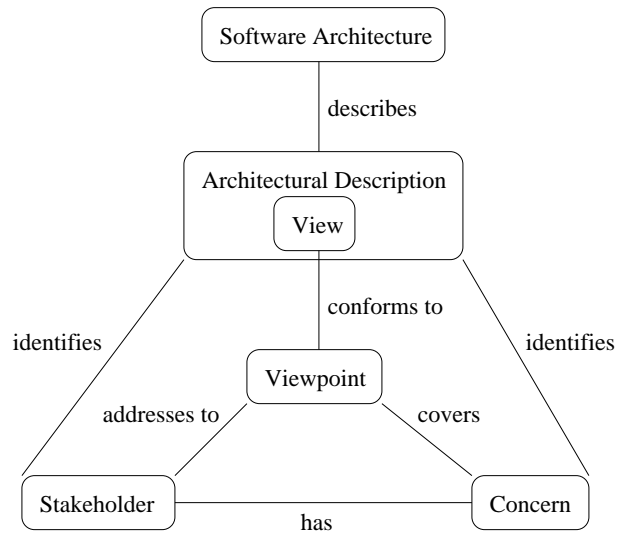 Software Architecture
describes
Architectural Description
View
conforms to
identifies
identifies
Viewpoint
addresses to
covers
Stakeholder
Concern
has